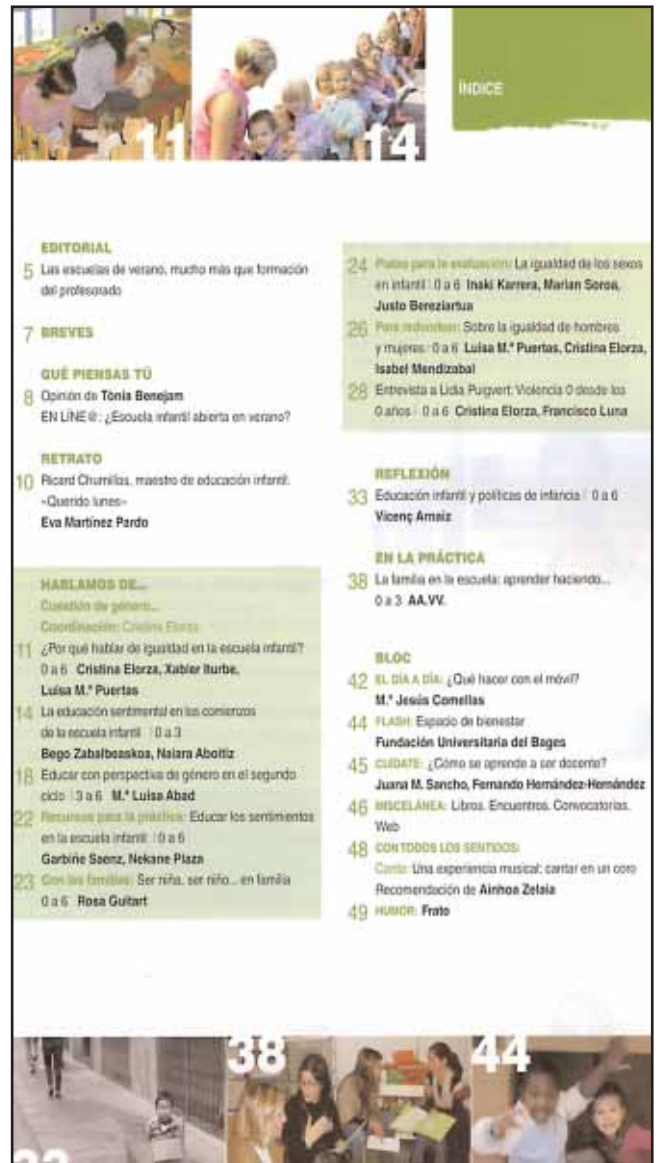 11
14
ÍNDICE
EDITORIAL
5 Las escuelas de verano, mucho más que formación
del profesorado
7 BREVES
QUÉ PIENSAS TÚ
8 Opinión de Tònia Benejam
EN LÍNE@: ¿Escuela infantil abierta en verano?
RETRATO
10 Ricard Chumillas, maestro de educación infantil.
«Querido lunes»
Eva Martínez Pardo
HABLAMOS DE...
Cuestión de género...
Coordinación: Cristina Elorza
11 ¿Por qué hablar de igualdad en la escuela infantil?
0 a 6 Cristina Elorza, Xabier Iturbe,
Luisa M.ª Puertas
14 La educación sentimental en los comienzos
de la escuela infantil | 0 a 3
Bego Zabalbeaskoa, Naiara Aboitiz
18 Educar con perspectiva de género en el segundo
ciclo | 3 a 6 M.ª Luisa Abad
22 Recursos para la práctica: Educar los sentimientos
en la escuela infantil | 0 a 6
Garbiñe Saenz, Nekane Plaza
23 Con las familias: Ser niña, ser niño... en familia
0 a 6 Rosa Guitart
24 Pistas para la evaluación: La igualdad de los sexos
en infantil | 0 a 6 Inaki Karrera, Marian Soroa,
Justo Bereziartua
26 Para redondear: Sobre la igualdad de hombres
y mujeres | 0 a 6 Luisa M.ª Puertas, Cristina Elorza,
Isabel Mendizabal
28 Entrevista a Lidia Puigvert: Violencia 0 desde los
0 años | 0 a 6 Cristina Elorza, Francisco Luna
REFLEXIÓN
33 Educación infantil y políticas de infancia | 0 a 6
Vicenç Arnaiz
EN LA PRÁCTICA
38 La familia en la escuela: aprender haciendo...
0 a 3 AA.VV.
BLOC
42 EL DÍA A DÍA: ¿Qué hacer con el móvil?
M.ª Jesús Comellas
44 FLASH: Espacio de bienestar
Fundación Universitaria del Bages
45 CUÍDATE: ¿Cómo se aprende a ser docente?
Juana M. Sancho, Fernando Hernández-Hernández
46 MISCELÁNEA: Libros. Encuentros. Convocatorias.
Web
48 CON TODOS LOS SENTIDOS:
Canto: Una experiencia musical: cantar en un coro
Recomendación de Ainhoa Zelaia
49 HUMOR: Frato
33
38
44